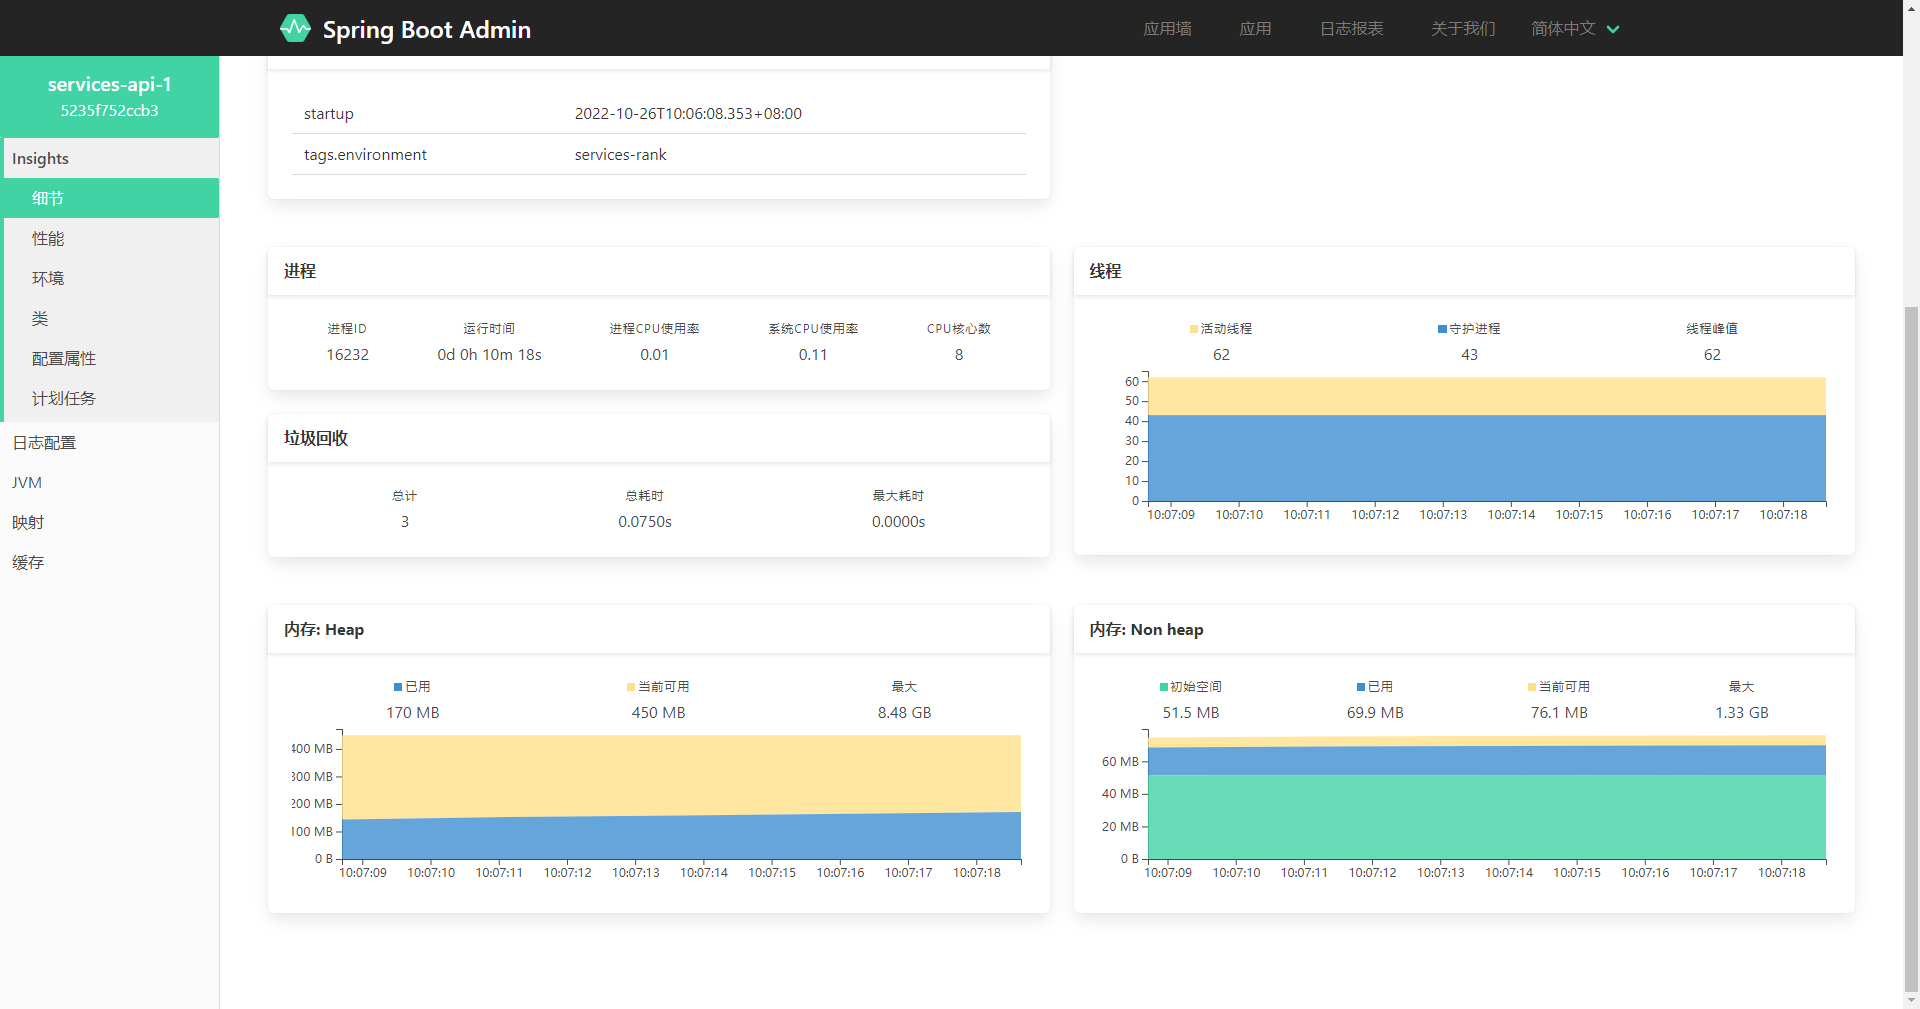 Spring Boot Admin
应用墙 应用 日志报表 关于我们 简体中文
services-api-1
5235f752ccb3
Insights
细节
性能
环境
类
配置属性
计划任务
日志配置
JVM
映射
缓存
startup 2022-10-26T10:06:08.353+08:00
tags.environment services-rank
进程
进程ID 运行时间 进程CPU使用率 系统CPU使用率 CPU核心数
16232 0d 0h 10m 18s 0.01 0.11 8
垃圾回收
总计 总耗时 最大耗时
3 0.0750s 0.0000s
线程
活动线程 守护进程 线程峰值
62 43 62
60
50
40
30
20
10
0
10:07:09 10:07:10 10:07:11 10:07:12 10:07:13 10:07:14 10:07:15 10:07:16 10:07:17 10:07:18
内存: Heap
已用 当前可用 最大
170 MB 450 MB 8.48 GB
400 MB
300 MB
200 MB
100 MB
0 B
10:07:09 10:07:10 10:07:11 10:07:12 10:07:13 10:07:14 10:07:15 10:07:16 10:07:17 10:07:18
内存: Non heap
初始空间 已用 当前可用 最大
51.5 MB 69.9 MB 76.1 MB 1.33 GB
60 MB
40 MB
20 MB
0 B
10:07:09 10:07:10 10:07:11 10:07:12 10:07:13 10:07:14 10:07:15 10:07:16 10:07:17 10:07:18